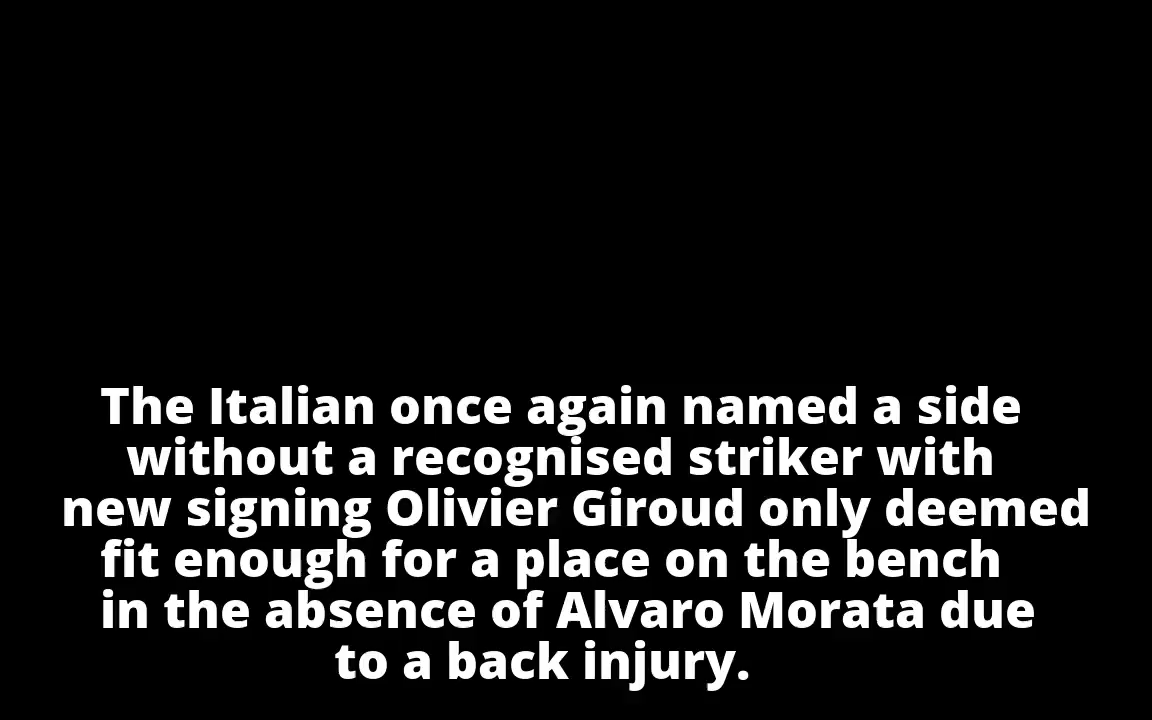 The Italian once again named a side
without a recognised striker with
new signing Olivier Giroud only deemed
fit enough for a place on the bench
in the absence of Alvaro Morata due
to a back injury.